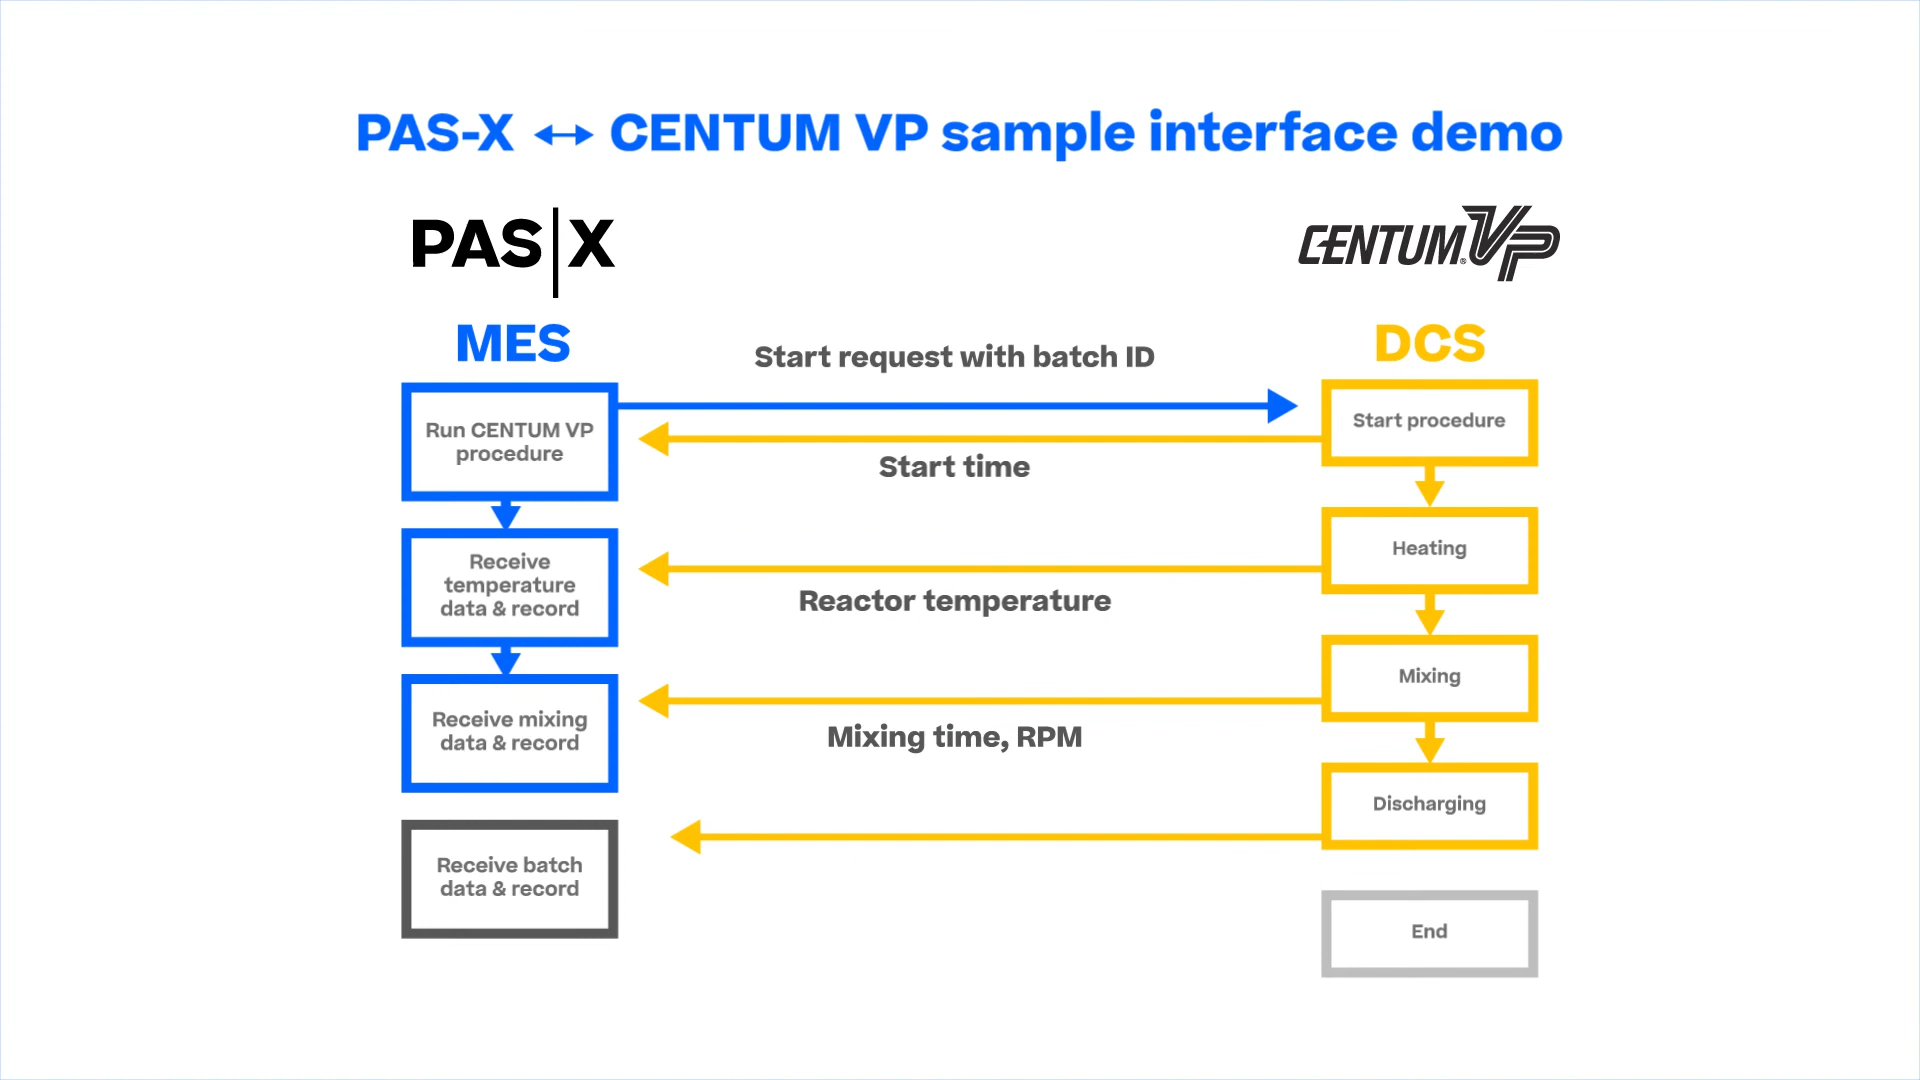 PAS-X ↔ CENTUM VP sample interface demo
PAS|X
CENTUM® VP
MES
DCS
Start request with batch ID
Run CENTUM VP
procedure
Start procedure
Start time
Receive
temperature
data & record
Heating
Reactor temperature
Receive mixing
data & record
Mixing
Mixing time, RPM
Discharging
Receive batch
data & record
End